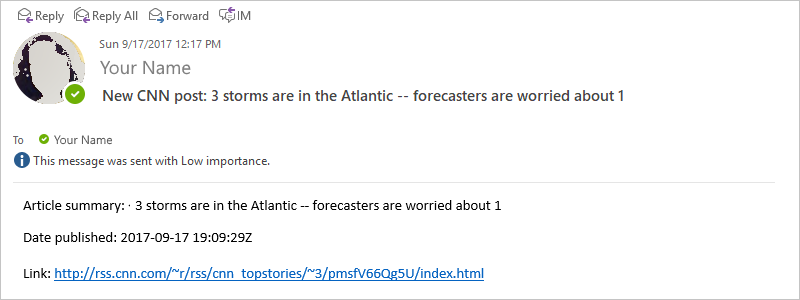 Reply Reply All Forward IM
Sun 9/17/2017 12:17 PM
Your Name
New CNN post: 3 storms are in the Atlantic -- forecasters are worried about 1
To Your Name
This message was sent with Low importance.
Article summary: · 3 storms are in the Atlantic -- forecasters are worried about 1
Date published: 2017-09-17 19:09:29Z
Link: http://rss.cnn.com/~r/rss/cnn_topstories/~3/pmsfV66Qg5U/index.html